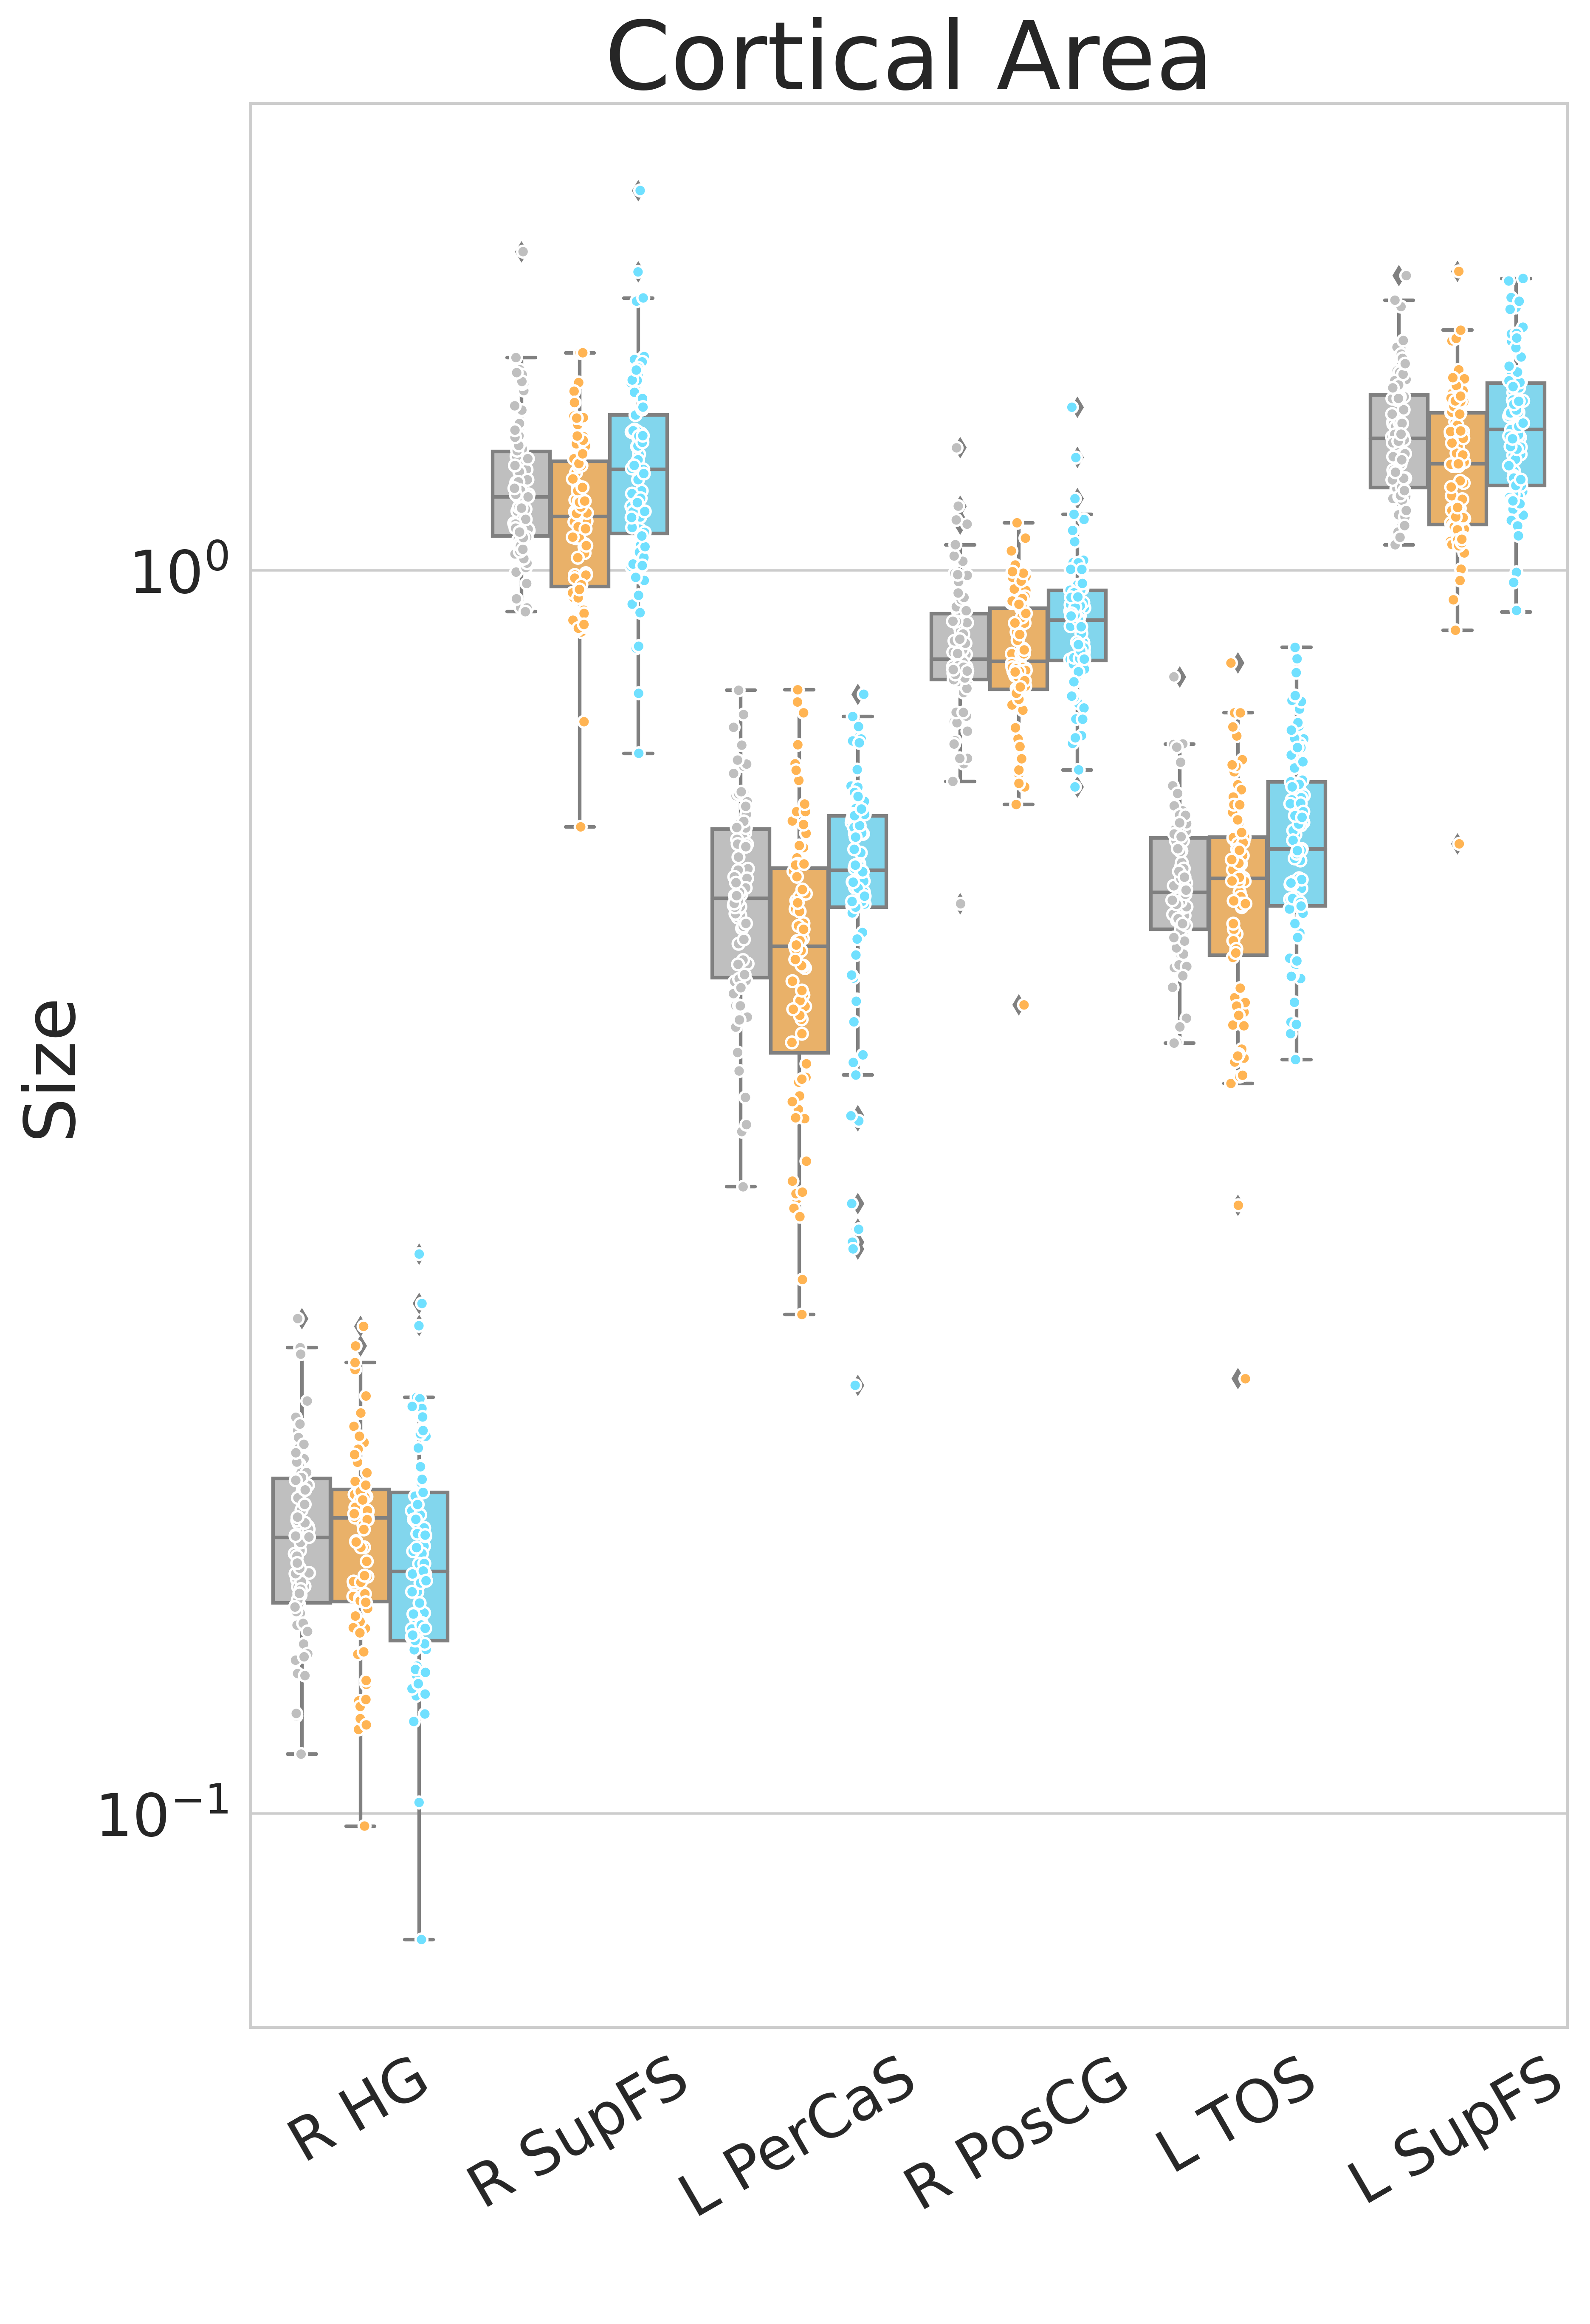 Cortical Area
Size
10⁰
10⁻¹
R HG
R SupFS
L PerCaS
R PosCG
L TOS
L SupFS